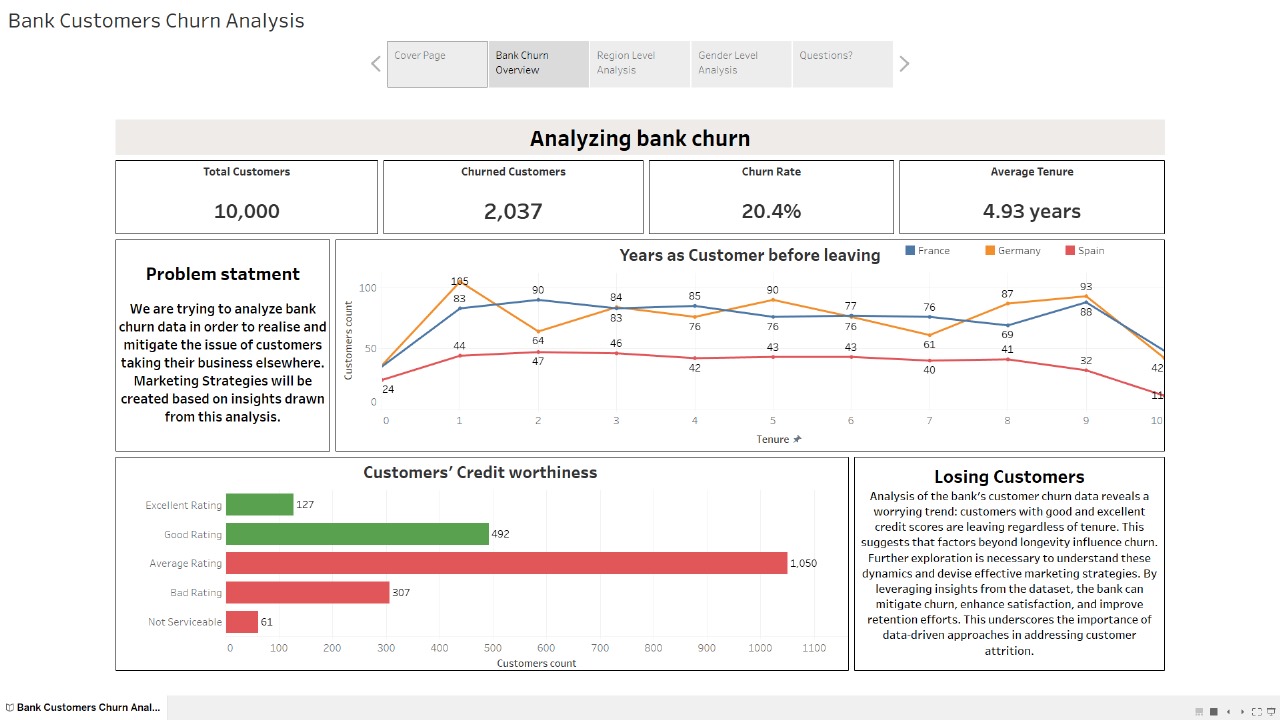 Bank Customers Churn Analysis
Cover Page
Bank Churn
Overview
Region Level
Analysis
Gender Level
Analysis
Questions?
Analyzing bank churn
Total Customers
10,000
Churned Customers
2,037
Churn Rate
20.4%
Average Tenure
4.93 years
Problem statment
We are trying to analyze bank
churn data in order to realise and
mitigate the issue of customers
taking their business elsewhere.
Marketing Strategies will be
created based on insights drawn
from this analysis.
Years as Customer before leaving
France
Germany
Spain
Customers count
100
50
0
105
83
90
84
85
90
77
76
87
93
64
83
76
76
76
61
69
88
42
24
44
47
46
42
43
43
40
41
32
11
0 1 2 3 4 5 6 7 8 9 10
Tenure
Customers’ Credit worthiness
Excellent Rating 127
Good Rating 492
Average Rating 1,050
Bad Rating 307
Not Serviceable 61
0 100 200 300 400 500 600 700 800 900 1000 1100
Customers count
Losing Customers
Analysis of the bank’s customer churn data reveals a
worrying trend: customers with good and excellent
credit scores are leaving regardless of tenure. This
suggests that factors beyond longevity influence churn.
Further exploration is necessary to understand these
dynamics and devise effective marketing strategies. By
leveraging insights from the dataset, the bank can
mitigate churn, enhance satisfaction, and improve
retention efforts. This underscores the importance of
data-driven approaches in addressing customer
attrition.
Bank Customers Churn Anal...